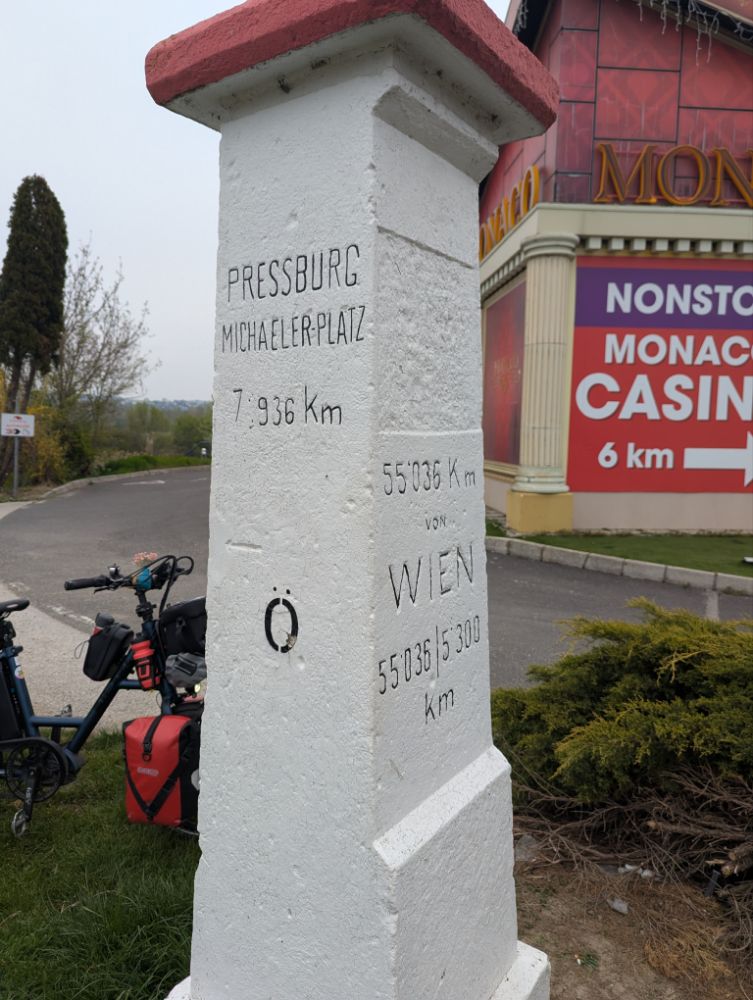 PRESSBURG
MICHAELER-PLATZ
7.936 Km
Ö
55.036 Km
von
WIEN
55.036/5.300
km
MONACO
NONSTO
MONACO
CASIN
6 km